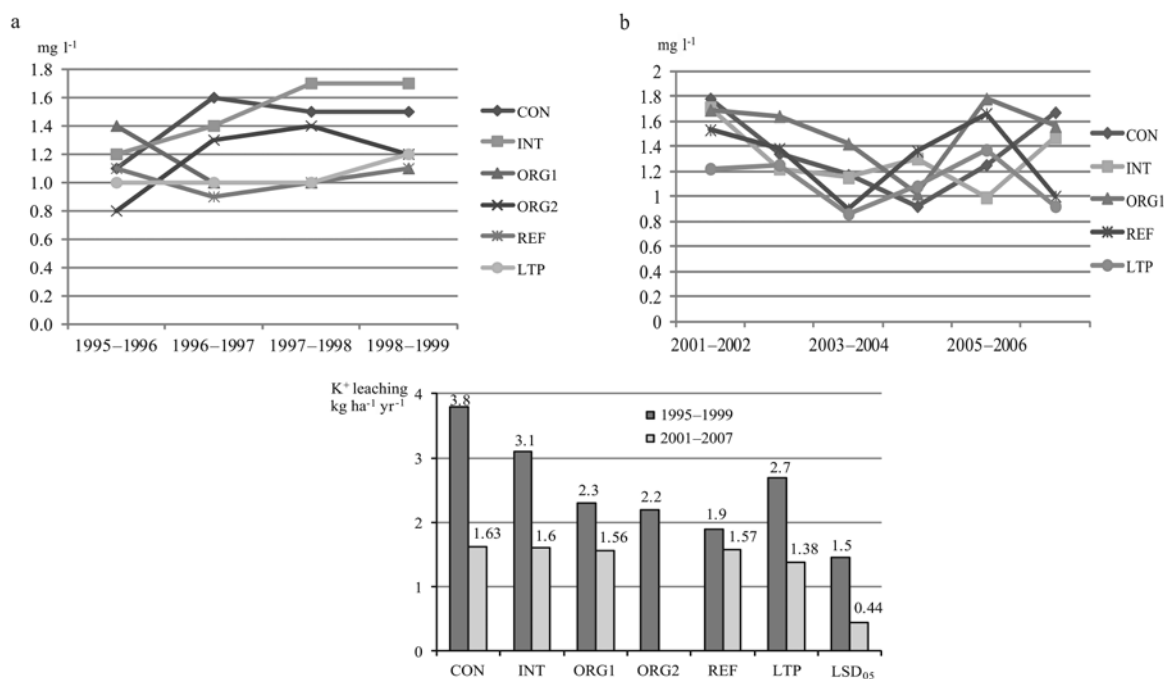 a
mg l⁻¹
1.8
1.6
1.4
1.2
1.0
0.8
0.6
0.4
0.2
0.0
1995–1996 1996–1997 1997–1998 1998–1999
CON
INT
ORG1
ORG2
REF
LTP
b
mg l⁻¹
2
1.8
1.6
1.4
1.2
1
0.8
0.6
0.4
0.2
0
2001–2002 2003–2004 2005–2006
CON
INT
ORG1
REF
LTP
K⁺ leaching
kg ha⁻¹ yr⁻¹
4
3
2
1
0
1995–1999
2001–2007
3.8
1.63
3.1
1.6
2.3
1.56
2.2
1.9
1.57
2.7
1.38
1.5
0.44
CON INT ORG1 ORG2 REF LTP LSD₀₅